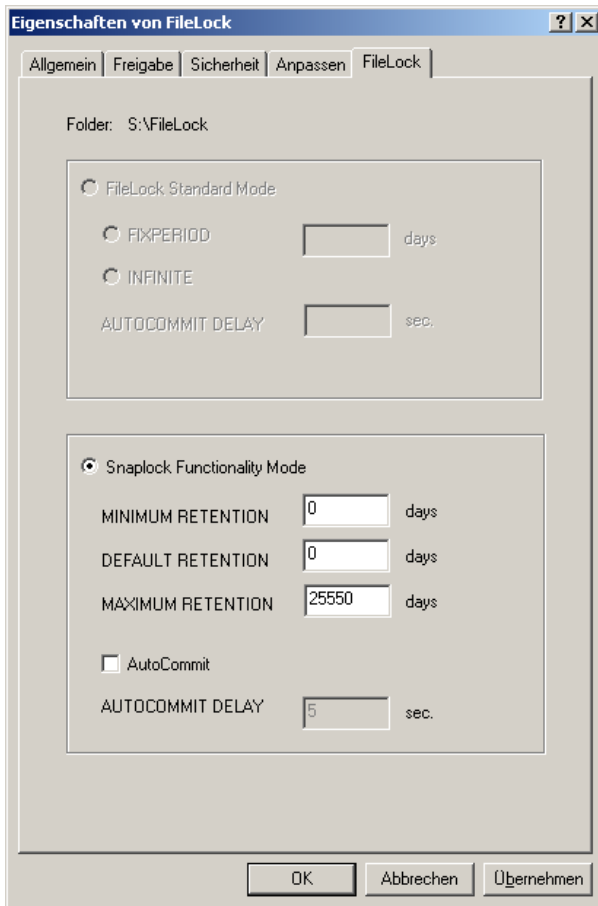 Eigenschaften von FileLock
Allgemein Freigabe Sicherheit Anpassen FileLock
Folder: S:\FileLock
FileLock Standard Mode
FIXPERIOD days
INFINITE
AUTOCOMMIT DELAY sec.
Snaplock Functionality Mode
MINIMUM RETENTION 0 days
DEFAULT RETENTION 0 days
MAXIMUM RETENTION 25550 days
AutoCommit
AUTOCOMMIT DELAY 5 sec.
OK Abbrechen Übernehmen